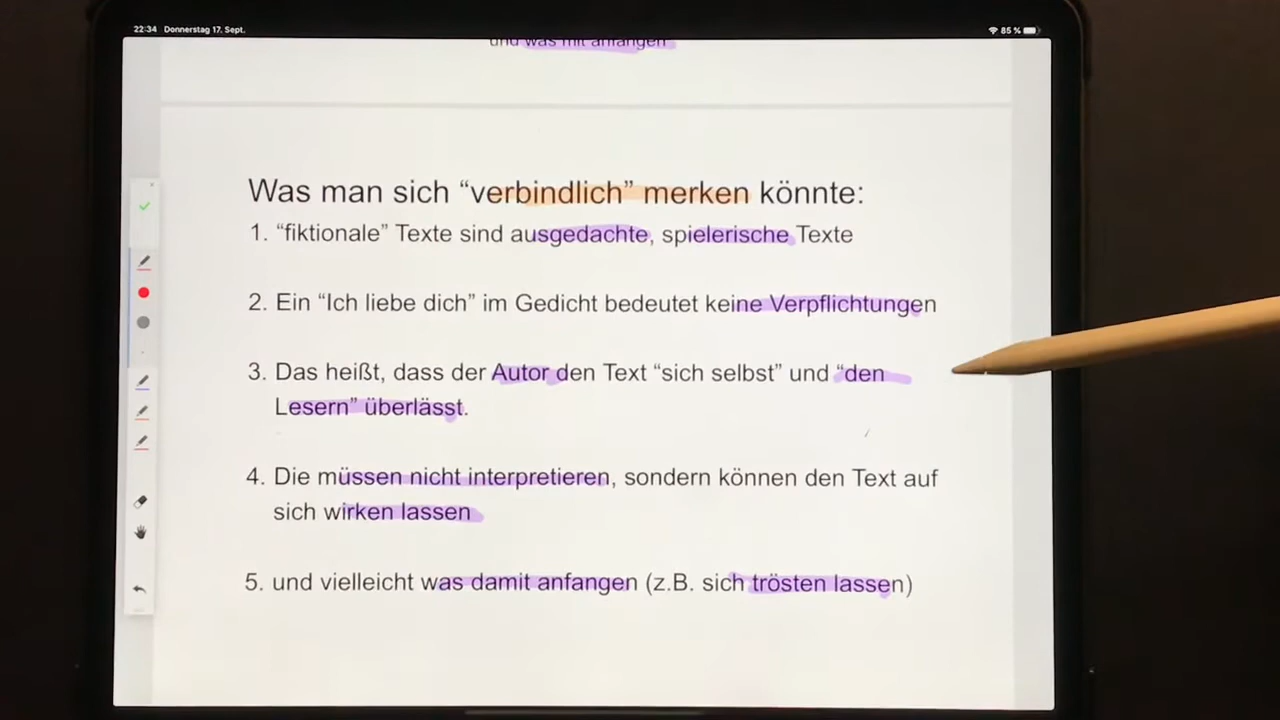 22:34 Donnerstag 17. Sept.
85 %
und was mit anfangen
Was man sich “verbindlich” merken könnte:
1. “fiktionale” Texte sind ausgedachte, spielerische Texte
2. Ein “Ich liebe dich” im Gedicht bedeutet keine Verpflichtungen
3. Das heißt, dass der Autor den Text “sich selbst” und “den
Lesern” überlässt.
4. Die müssen nicht interpretieren, sondern können den Text auf
sich wirken lassen
5. und vielleicht was damit anfangen (z.B. sich trösten lassen)